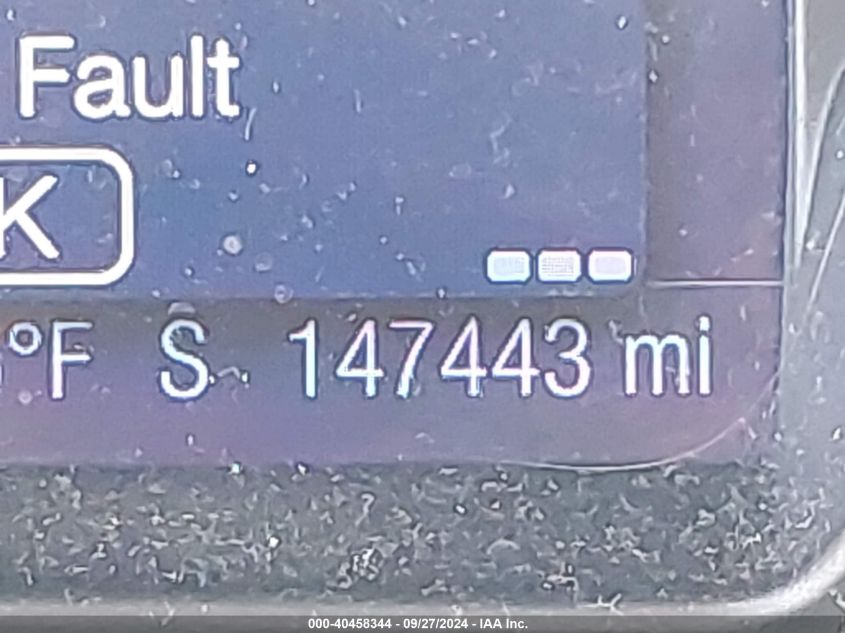 Fault
K
°F S 147443 mi
000-40458344 - 09/27/2024 - IAA Inc.